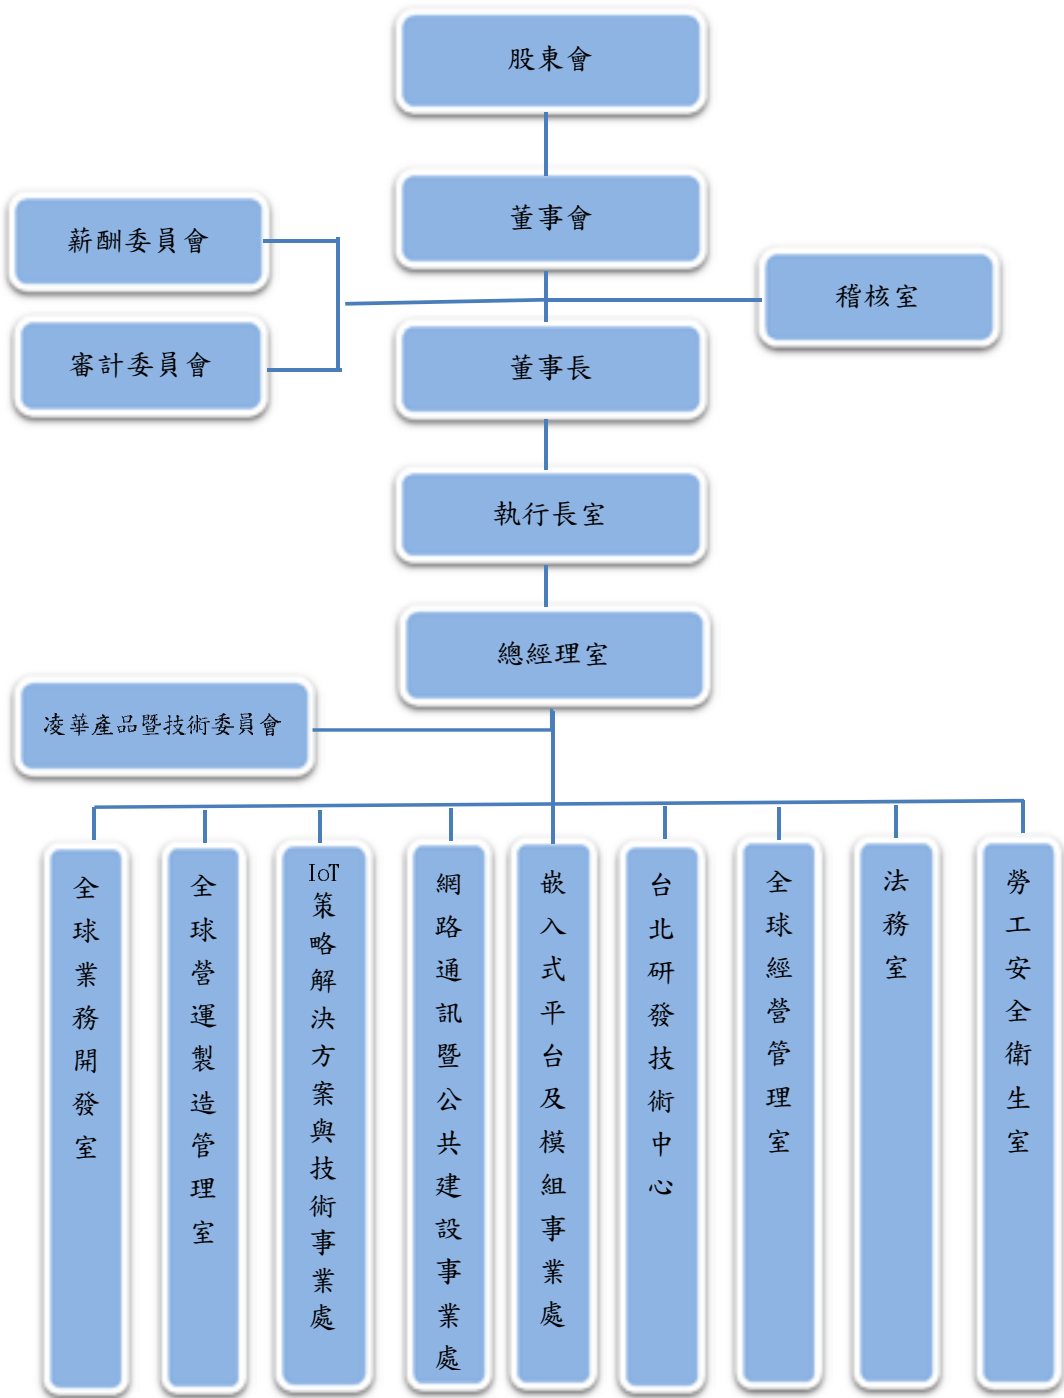 股東會
董事會
薪酬委員會
稽核室
審計委員會
董事長
執行長室
總經理室
凌華產品暨技術委員會
全球業務開發室
全球營運製造管理室
IoT策略解決方案與技術事業處
網路通訊暨公共建設事業處
嵌入式平台及模組事業處
台北研發技術中心
全球經營管理室
法務室
勞工安全衛生室